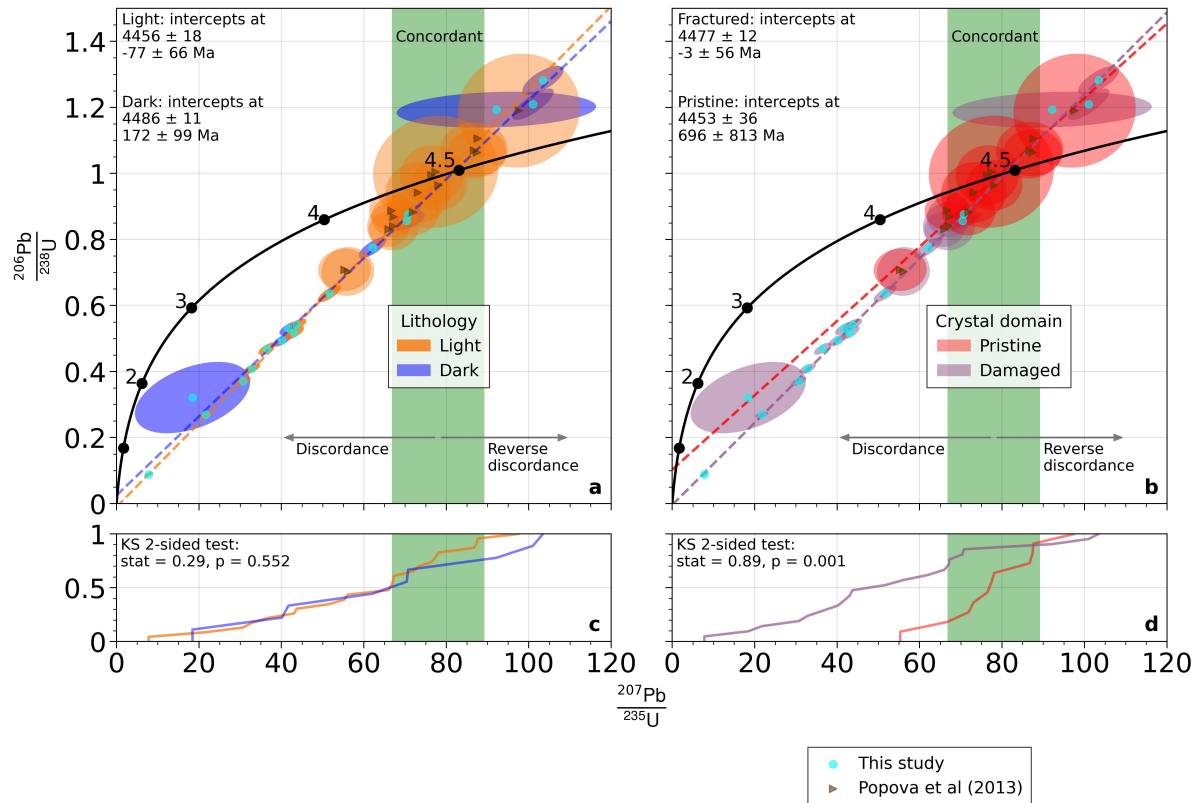 Light: intercepts at
4456 ± 18
-77 ± 66 Ma
Dark: intercepts at
4486 ± 11
172 ± 99 Ma
Concordant
4.5
4
3
2
Lithology
Light
Dark
Discordance
Reverse
discordance
a
1.4
1.2
1
0.8
0.6
0.4
0.2
0
206Pb
238U
Fractured: intercepts at
4477 ± 12
-3 ± 56 Ma
Pristine: intercepts at
4453 ± 36
696 ± 813 Ma
Concordant
4.5
4
3
2
Crystal domain
Pristine
Damaged
Discordance
Reverse
discordance
b
KS 2-sided test:
stat = 0.29, p = 0.552
c
1
0.5
0
0 20 40 60 80 100 120
KS 2-sided test:
stat = 0.89, p = 0.001
d
0 20 40 60 80 100 120
207Pb
235U
This study
Popova et al (2013)